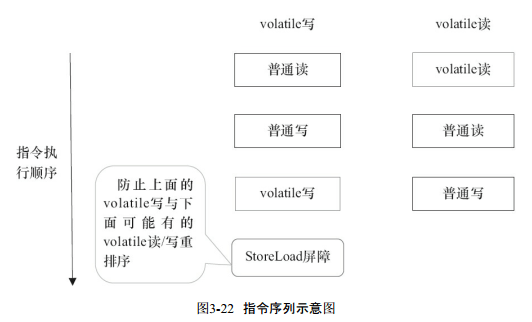 volatile写
volatile读
普通读
volatile读
普通写
普通读
指令执
行顺序
防止上面的
volatile写与下
面可能有的
volatile读/写重
排序
volatile写
普通写
StoreLoad屏障
图3-22 指令序列示意图